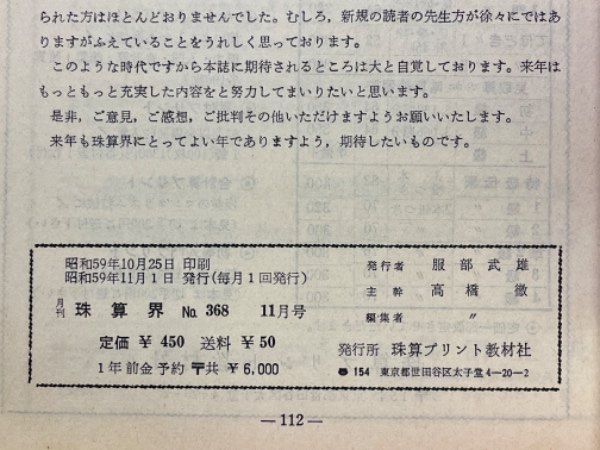 られた方はほとんどおりませんでした。むしろ，新規の読者の先生方が徐々にではあ
りますがふえていることをうれしく思っております。
このような時代ですから本誌に期待されるところは大と自覚しております。来年は
もっともっと充実した内容をと努力してまいりたいと思います。
是非，ご意見，ご感想，ご批判その他いただけますようお願いいたします。
来年も珠算界にとってよい年でありますよう，期待したいものです。
昭和59年10月25日 印刷
昭和59年11月1日 発行(毎月1回発行)
月刊 珠算界 No. 368 11月号
定価 ¥ 450 送料 ¥ 50
1年前金予約 〒共 ¥ 6,000
発行者 服部武雄
主幹 高橋徹
編集者 〃
発行所 珠算プリント教材社
☎ 154 東京都世田谷区太子堂4—20—2
— 112 —